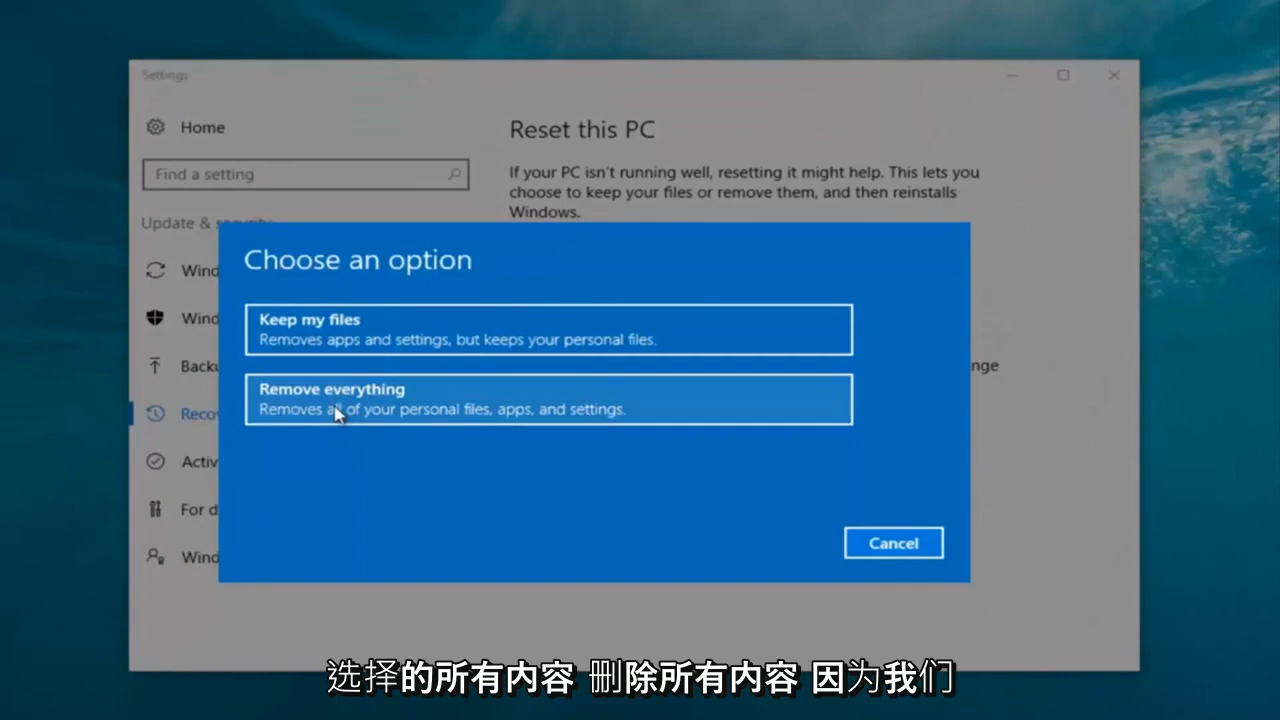 Settings
Home
Find a setting
Update & security
Wind
Wind
Backu
Reco
Activ
For d
Wind
Reset this PC
If your PC isn't running well, resetting it might help. This lets you
choose to keep your files or remove them, and then reinstalls
Windows.
nge
Choose an option
Keep my files
Removes apps and settings, but keeps your personal files.
Remove everything
Removes all of your personal files, apps, and settings.
Cancel
选择的所有内容 删除所有内容 因为我们